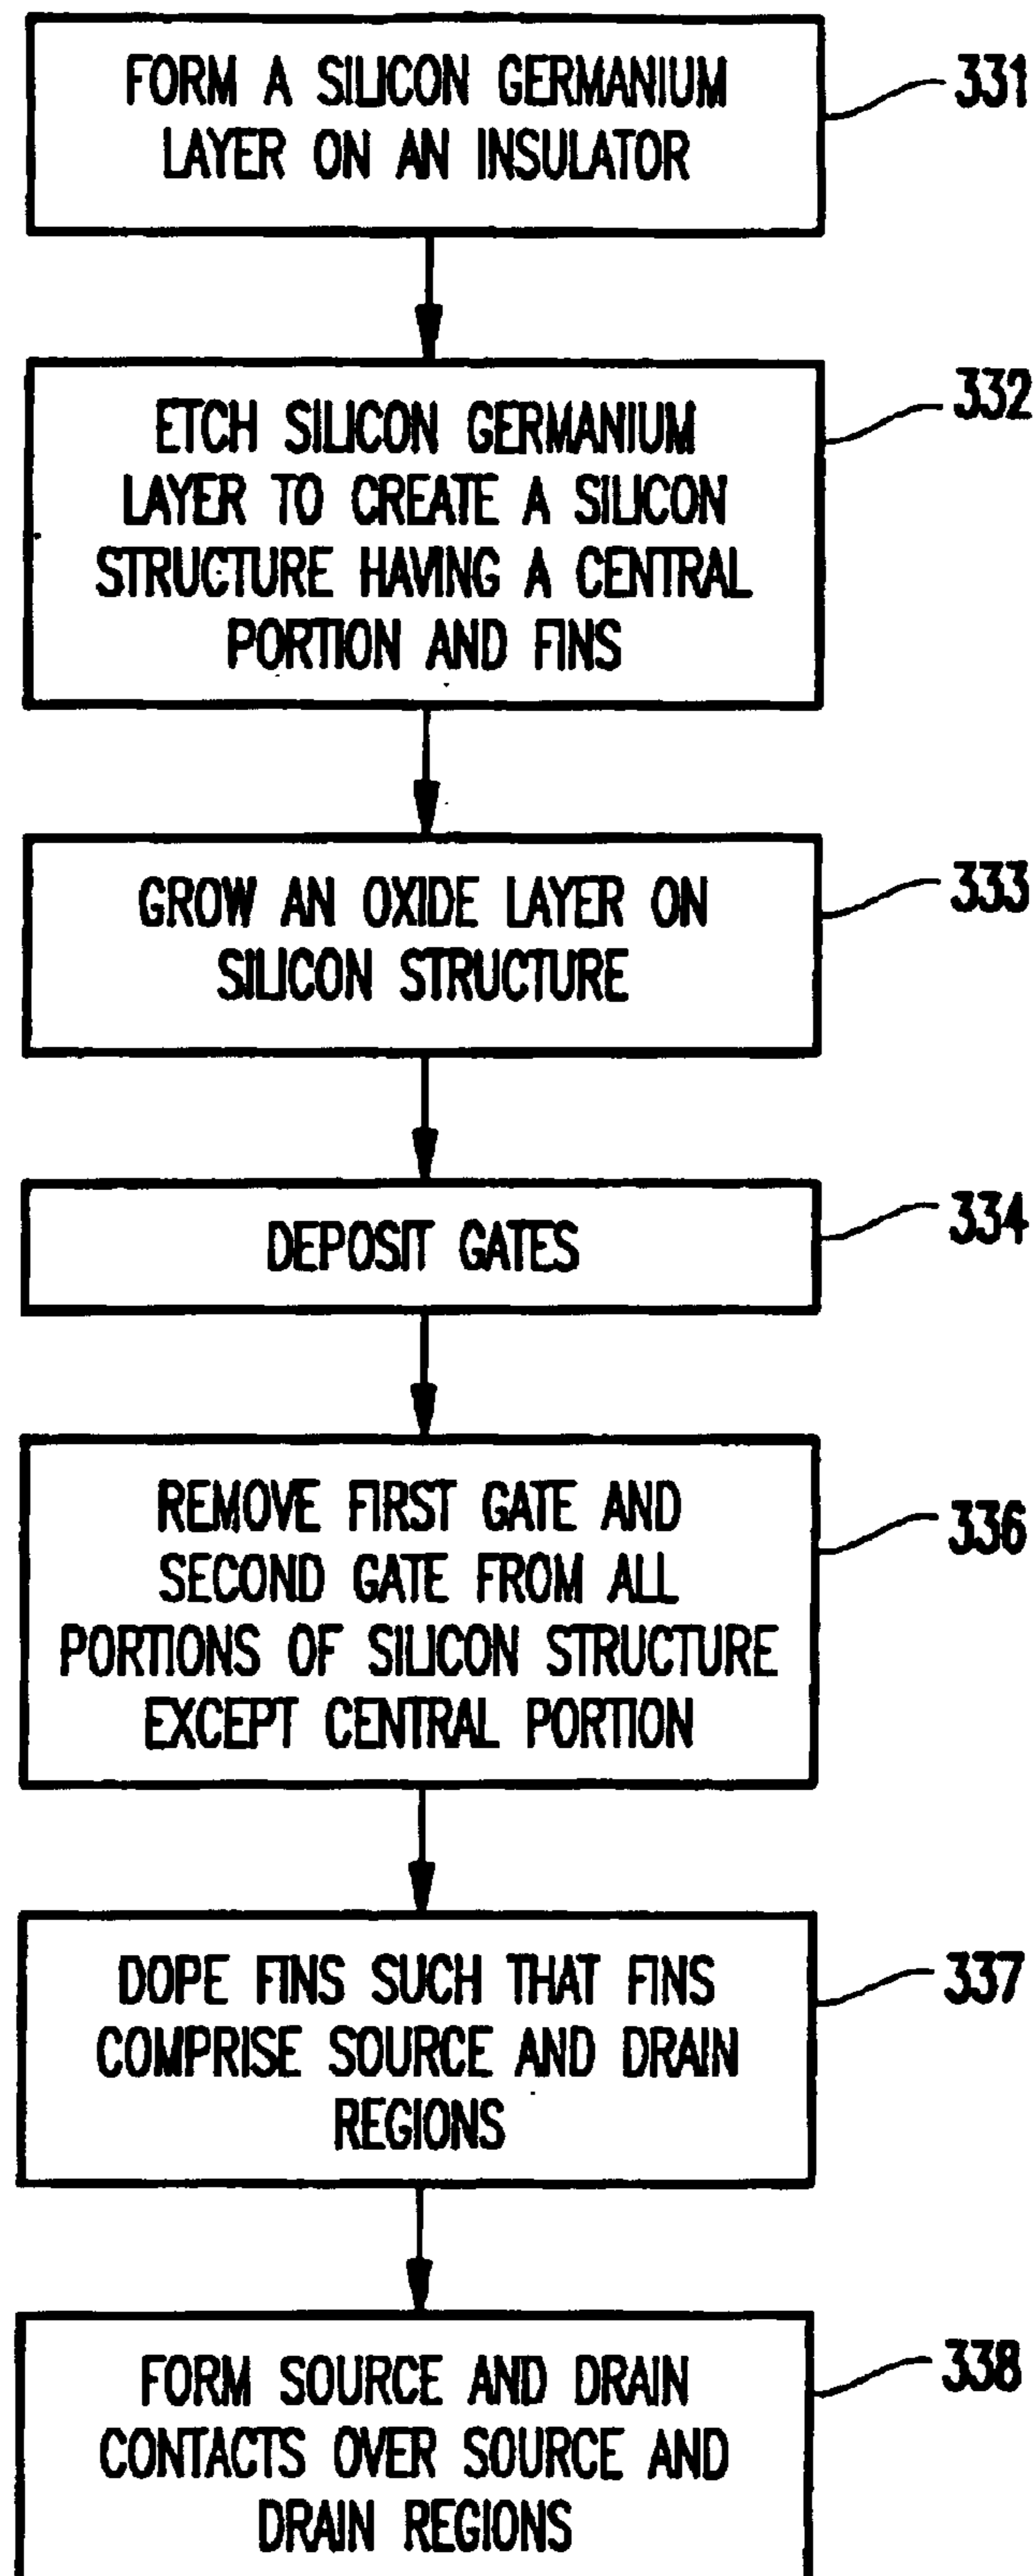 FORM A SILICON GERMANIUM
LAYER ON AN INSULATOR
331
ETCH SILICON GERMANIUM
LAYER TO CREATE A SILICON
STRUCTURE HAVING A CENTRAL
PORTION AND FINS
332
GROW AN OXIDE LAYER ON
SILICON STRUCTURE
333
DEPOSIT GATES
334
REMOVE FIRST GATE AND
SECOND GATE FROM ALL
PORTIONS OF SILICON STRUCTURE
EXCEPT CENTRAL PORTION
336
DOPE FINS SUCH THAT FINS
COMPRISE SOURCE AND DRAIN
REGIONS
337
FORM SOURCE AND DRAIN
CONTACTS OVER SOURCE AND
DRAIN REGIONS
338